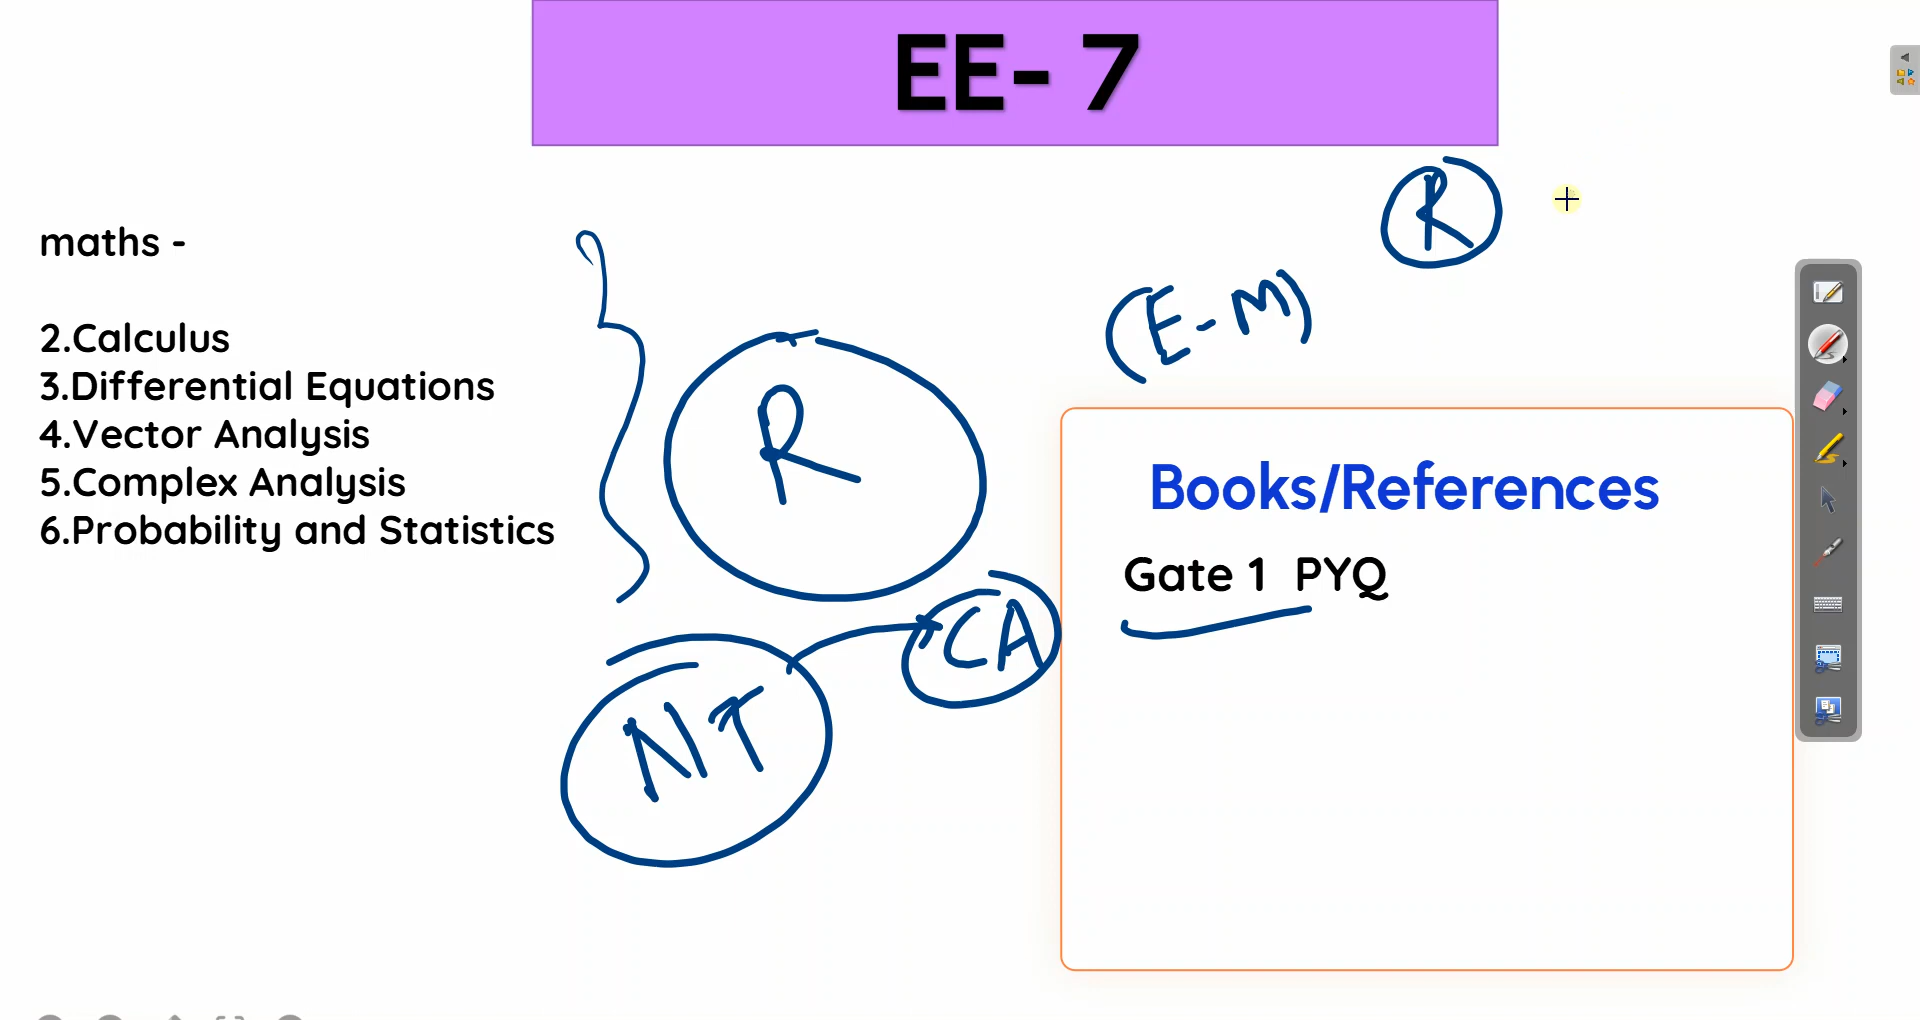 EE- 7
R
maths -
(E-M)
2.Calculus
3.Differential Equations
4.Vector Analysis
5.Complex Analysis
6.Probability and Statistics
R
Books/References
Gate 1 PYQ
CA
NT